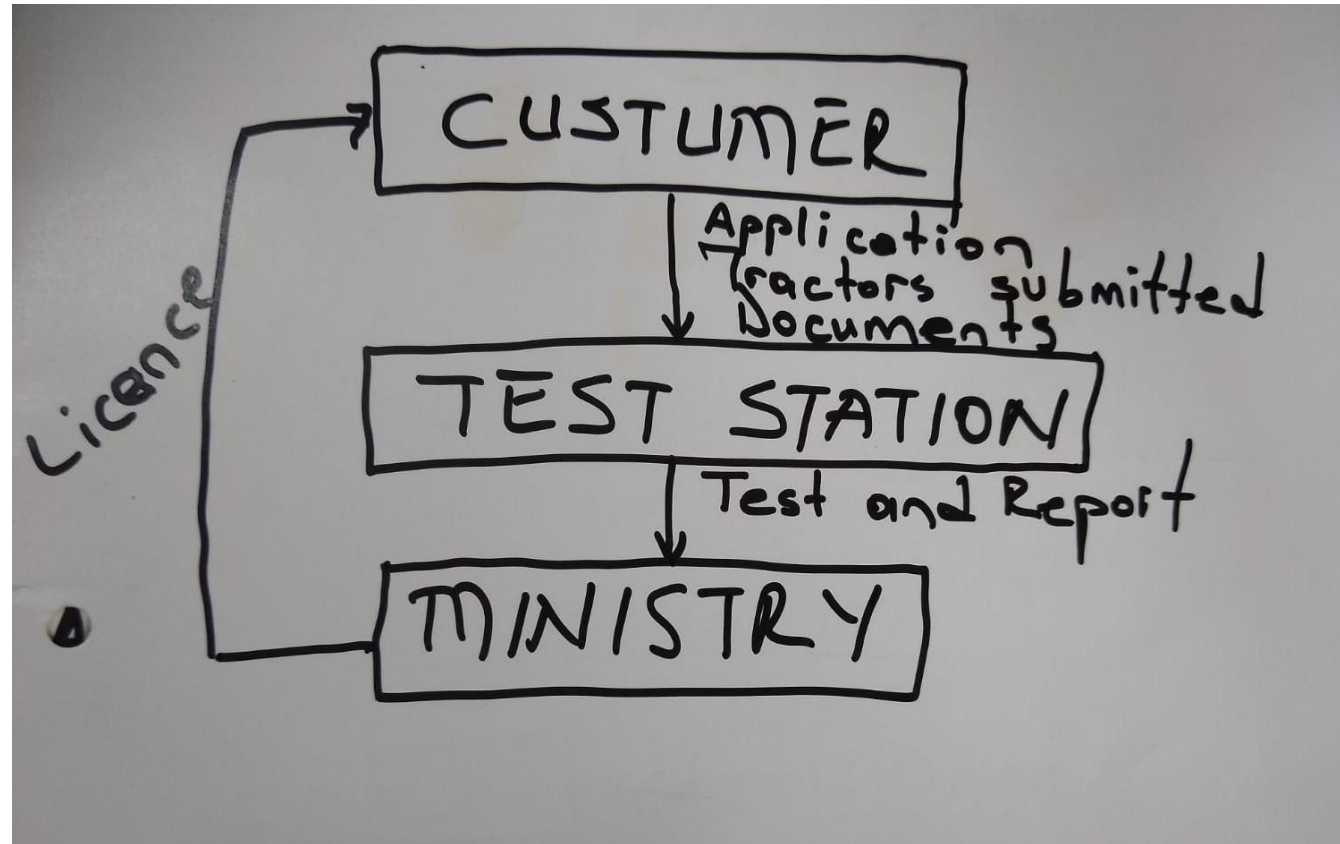 CUSTUMER
Application
Tractors submitted
Documents
Licence
TEST STATION
Test and Report
MINISTRY